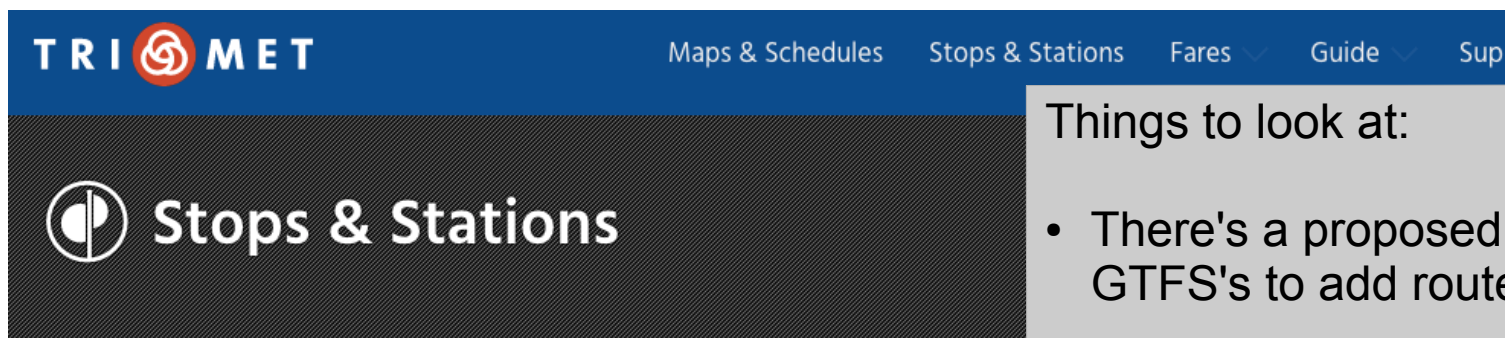 TRI MET
Maps & Schedules Stops & Stations Fares Guide Sup
Things to look at:
Stops & Stations
• There's a proposed
GTFS's to add route